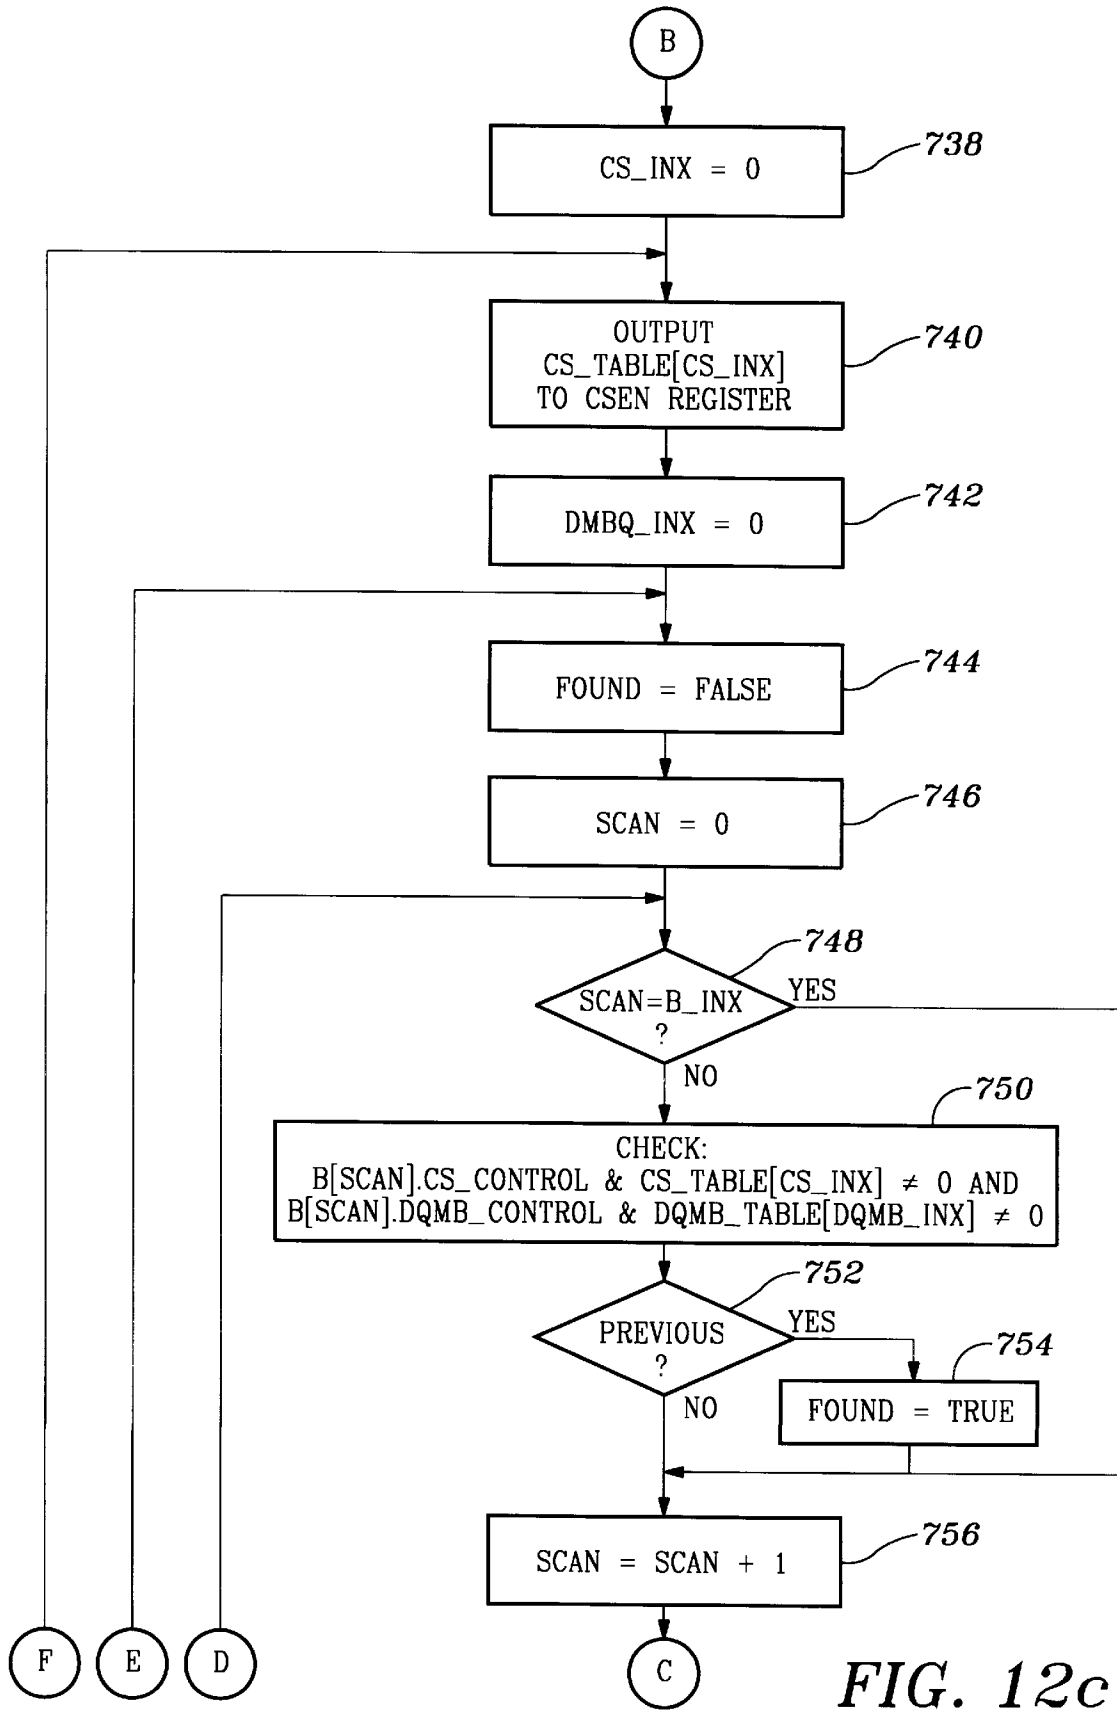 B
CS_INX = 0
738
OUTPUT
CS_TABLE[CS_INX]
TO CSEN REGISTER
740
DMBQ_INX = 0
742
FOUND = FALSE
744
SCAN = 0
746
SCAN=B_INX
?
748
YES
NO
750
CHECK:
B[SCAN].CS_CONTROL & CS_TABLE[CS_INX] ≠ 0 AND
B[SCAN].DQMB_CONTROL & DQMB_TABLE[DQMB_INX] ≠ 0
752
PREVIOUS
?
YES
NO
754
FOUND = TRUE
SCAN = SCAN + 1
756
F
E
D
C
FIG. 12c